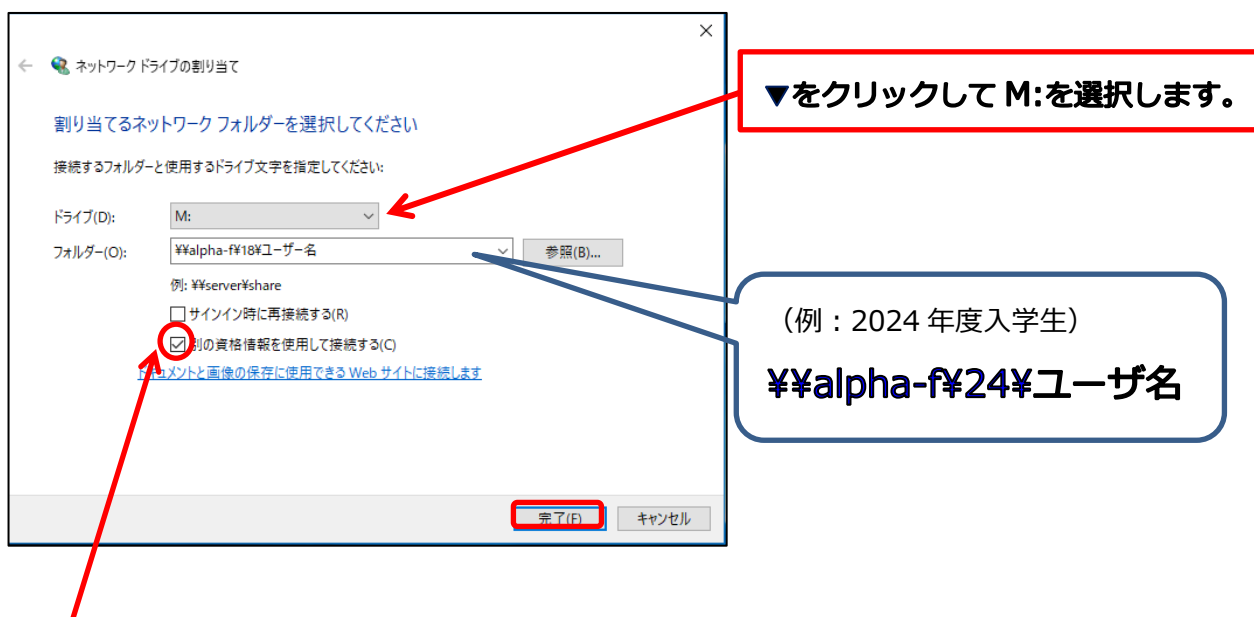 ネットワーク ドライブの割り当て
割り当てるネットワーク フォルダーを選択してください
接続するフォルダーと使用するドライブ文字を指定してください:
ドライブ(D):
M:
フォルダー(O):
¥¥alpha-f¥18¥ユーザー名
参照(B)...
例: ¥¥server¥share
サインイン時に再接続する(R)
別の資格情報を使用して接続する(C)
ドキュメントと画像の保存に使用できる Web サイトに接続します
完了(F)
キャンセル
▼をクリックして M:を選択します。
（例：2024 年度入学生）
¥¥alpha-f¥24¥ユーザ名